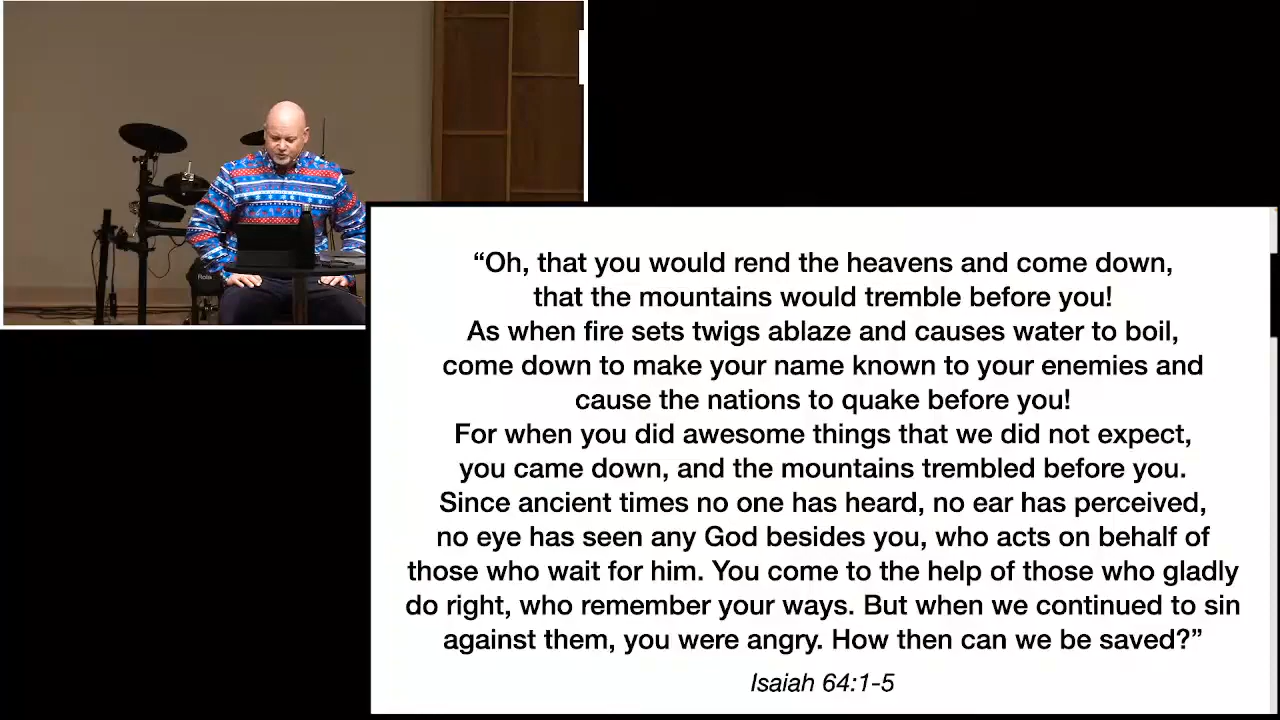 “Oh, that you would rend the heavens and come down,
that the mountains would tremble before you!
As when fire sets twigs ablaze and causes water to boil,
come down to make your name known to your enemies and
cause the nations to quake before you!
For when you did awesome things that we did not expect,
you came down, and the mountains trembled before you.
Since ancient times no one has heard, no ear has perceived,
no eye has seen any God besides you, who acts on behalf of
those who wait for him. You come to the help of those who gladly
do right, who remember your ways. But when we continued to sin
against them, you were angry. How then can we be saved?”
Isaiah 64:1-5